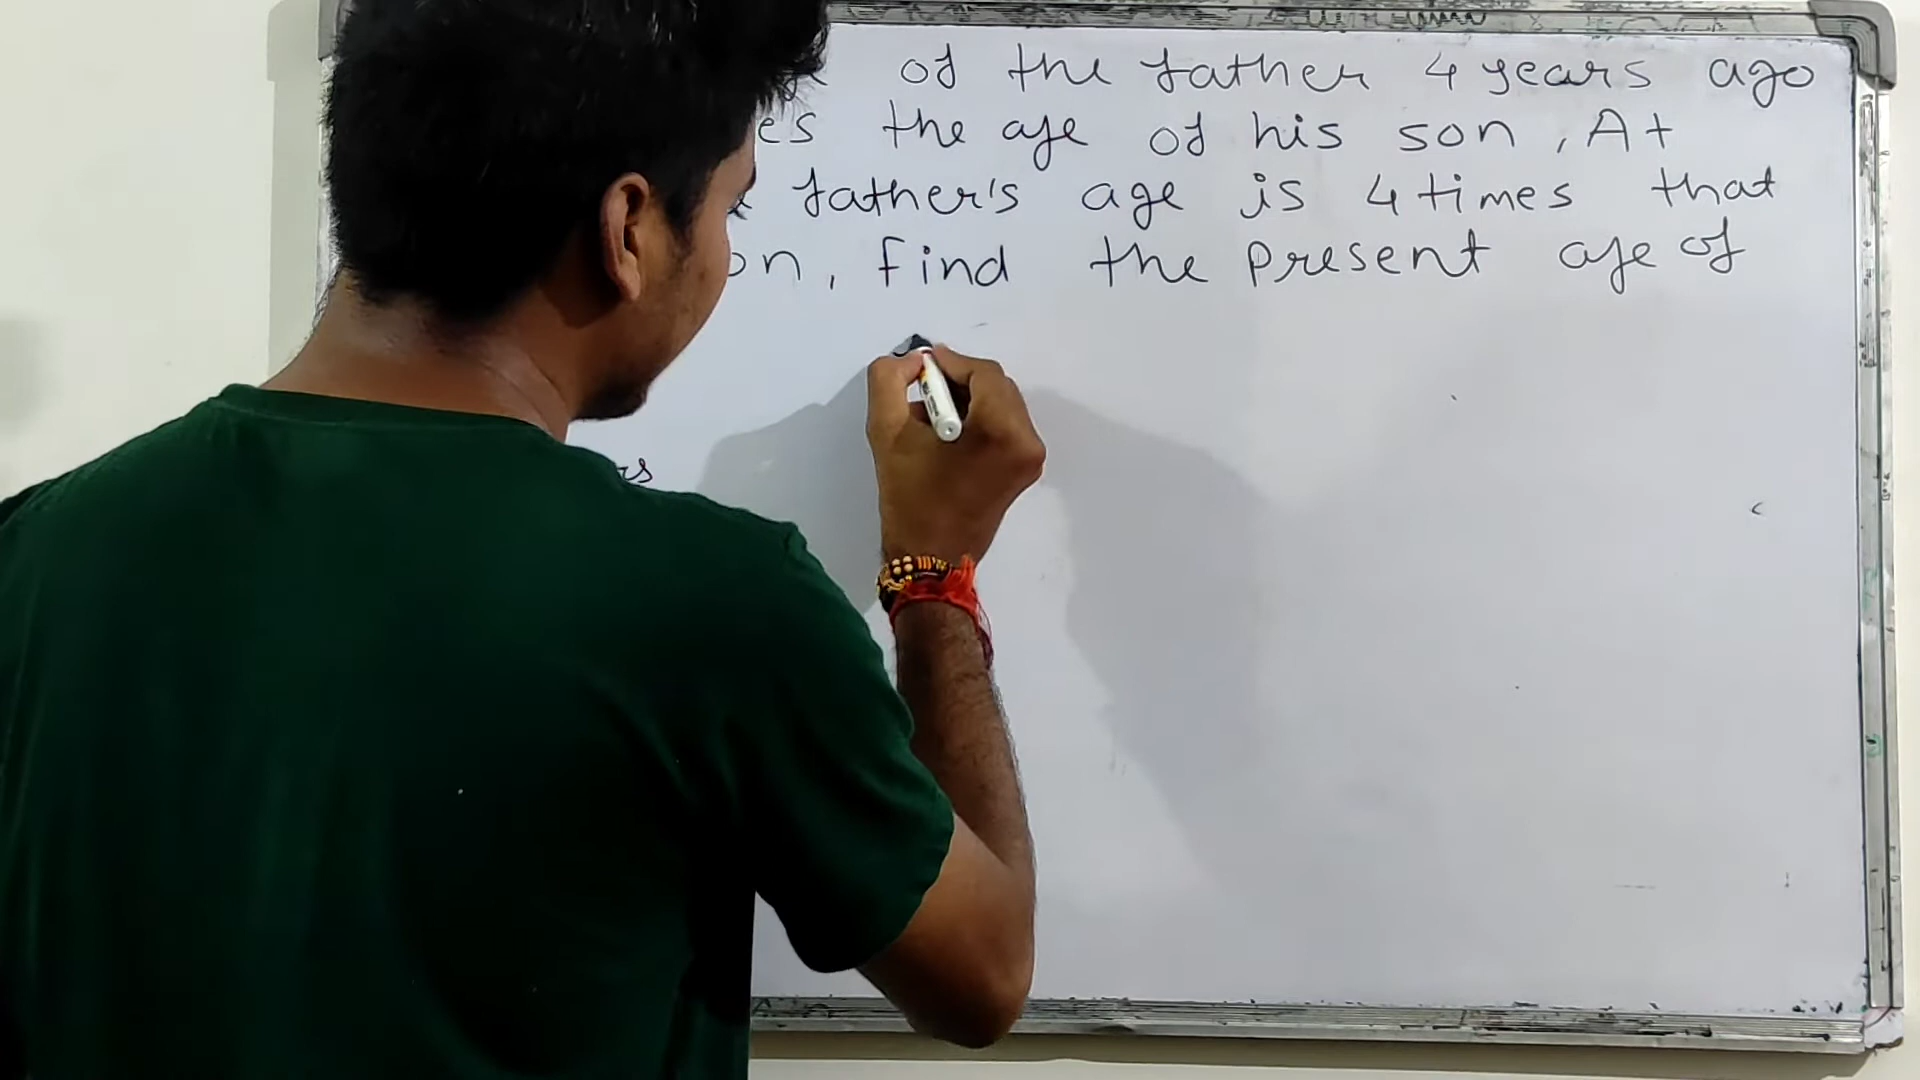 of the father 4 years ago
es the age of his son, At
father's age is 4 times that
on, find the present age of
rs